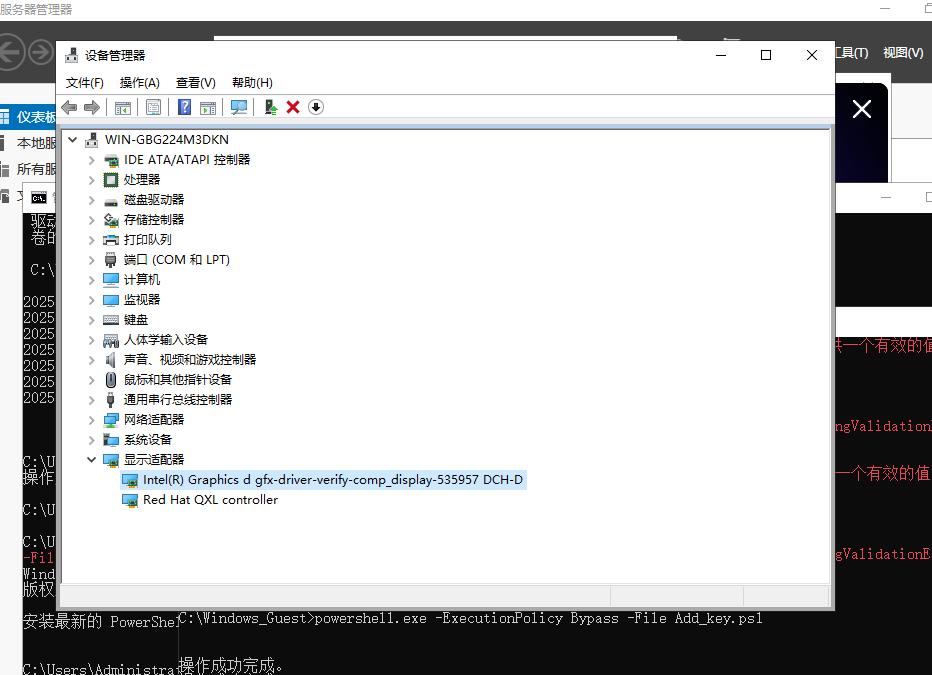 服务器管理器
工具(T) 视图(V)
仪表板
本地服
所有服
设备管理器
文件(F) 操作(A) 查看(V) 帮助(H)
WIN-GBG224M3DKN
IDE ATA/ATAPI 控制器
处理器
磁盘驱动器
存储控制器
打印队列
端口 (COM 和 LPT)
计算机
监视器
键盘
人体学输入设备
声音、视频和游戏控制器
鼠标和其他指针设备
通用串行总线控制器
网络适配器
系统设备
显示适配器
Intel(R) Graphics d gfx-driver-verify-comp_display-535957 DCH-D
Red Hat QXL controller
驱动
卷的
C:\
2025
2025
2025
2025
2025
2025
2025
C:\U
操作
C:\U
C:\U
-Fil
Wind
版权
安装最新的 PowerShel
C:\Users\Administra
一个有效的值
ngValidation
一个有效的值
gValidationE
C:\Windows_Guest>powershell.exe -ExecutionPolicy Bypass -File Add_key.ps1
操作成功完成。